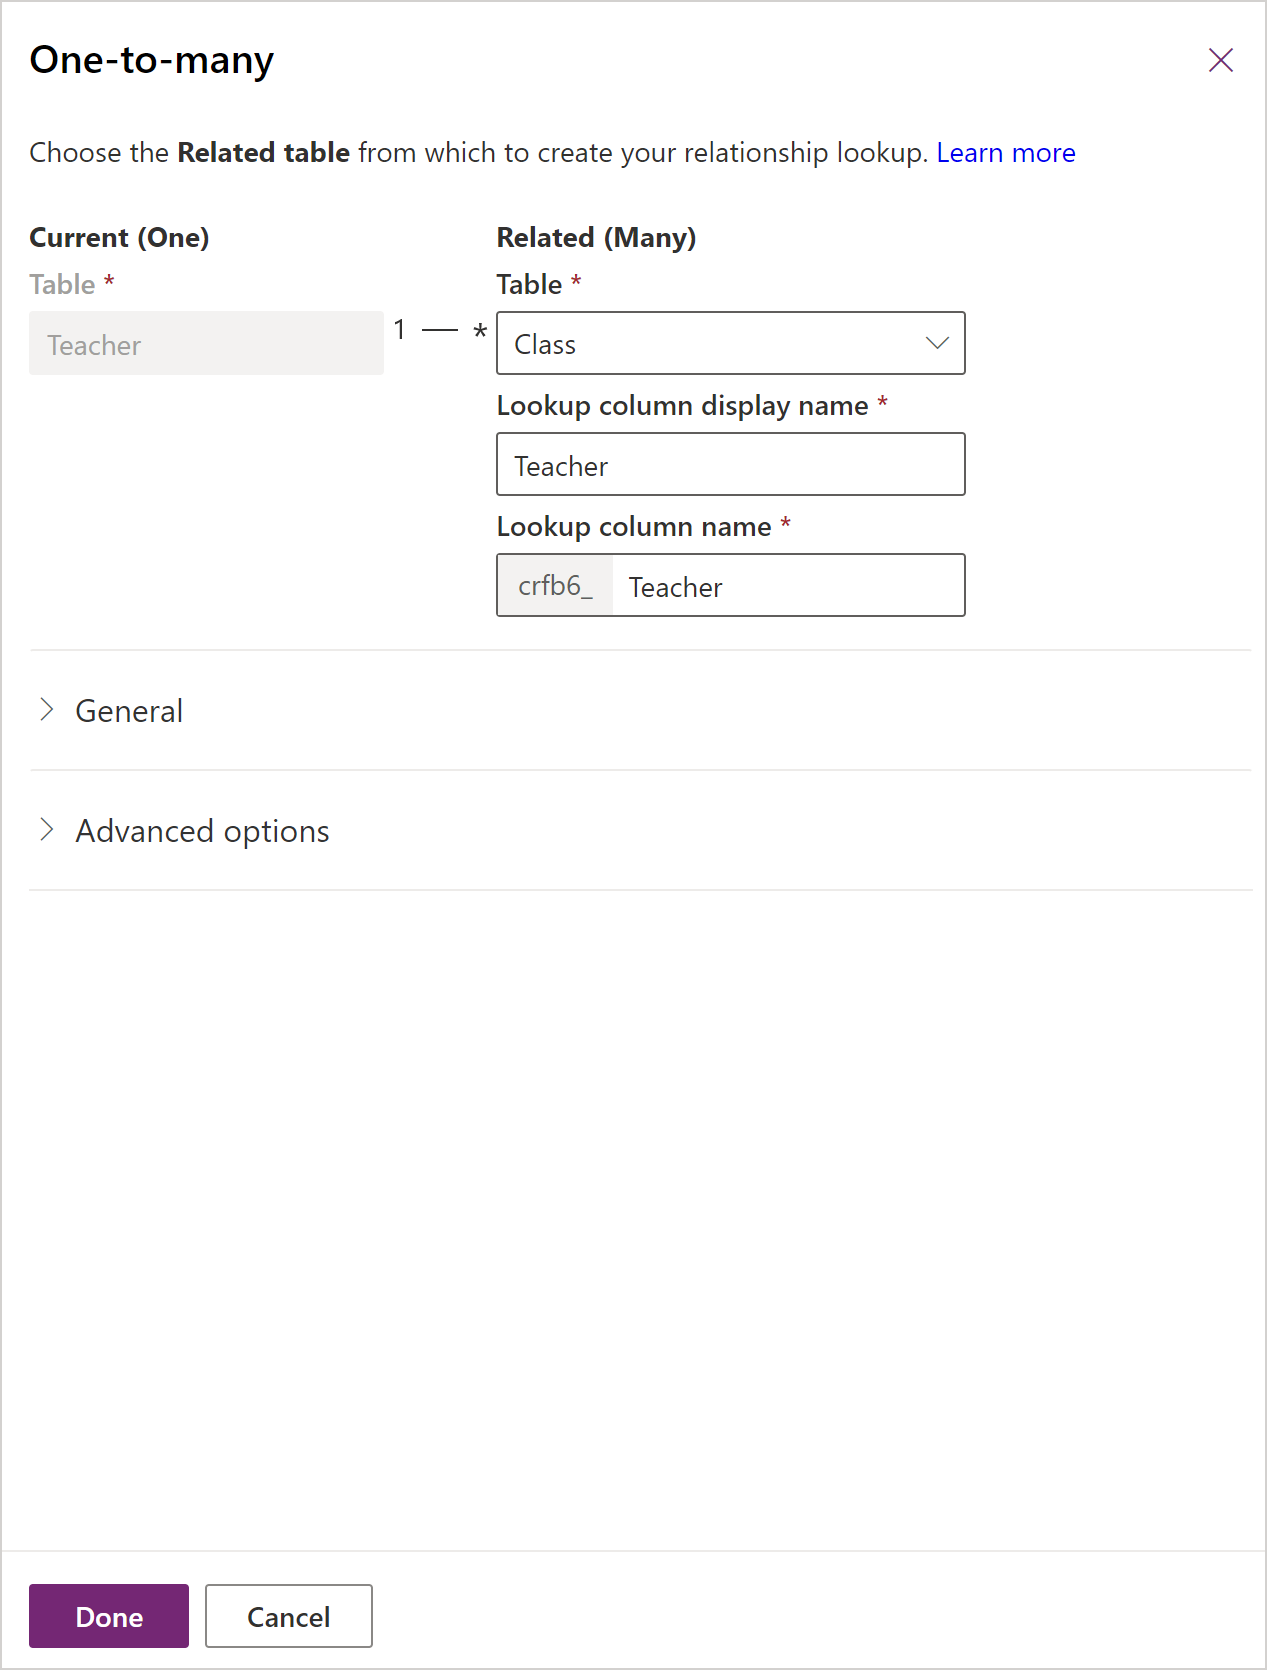 One-to-many
Choose the Related table from which to create your relationship lookup. Learn more
Current (One)
Table *
Teacher
1 — *
Related (Many)
Table *
Class
Lookup column display name *
Teacher
Lookup column name *
crfb6_ Teacher
General
Advanced options
Done
Cancel